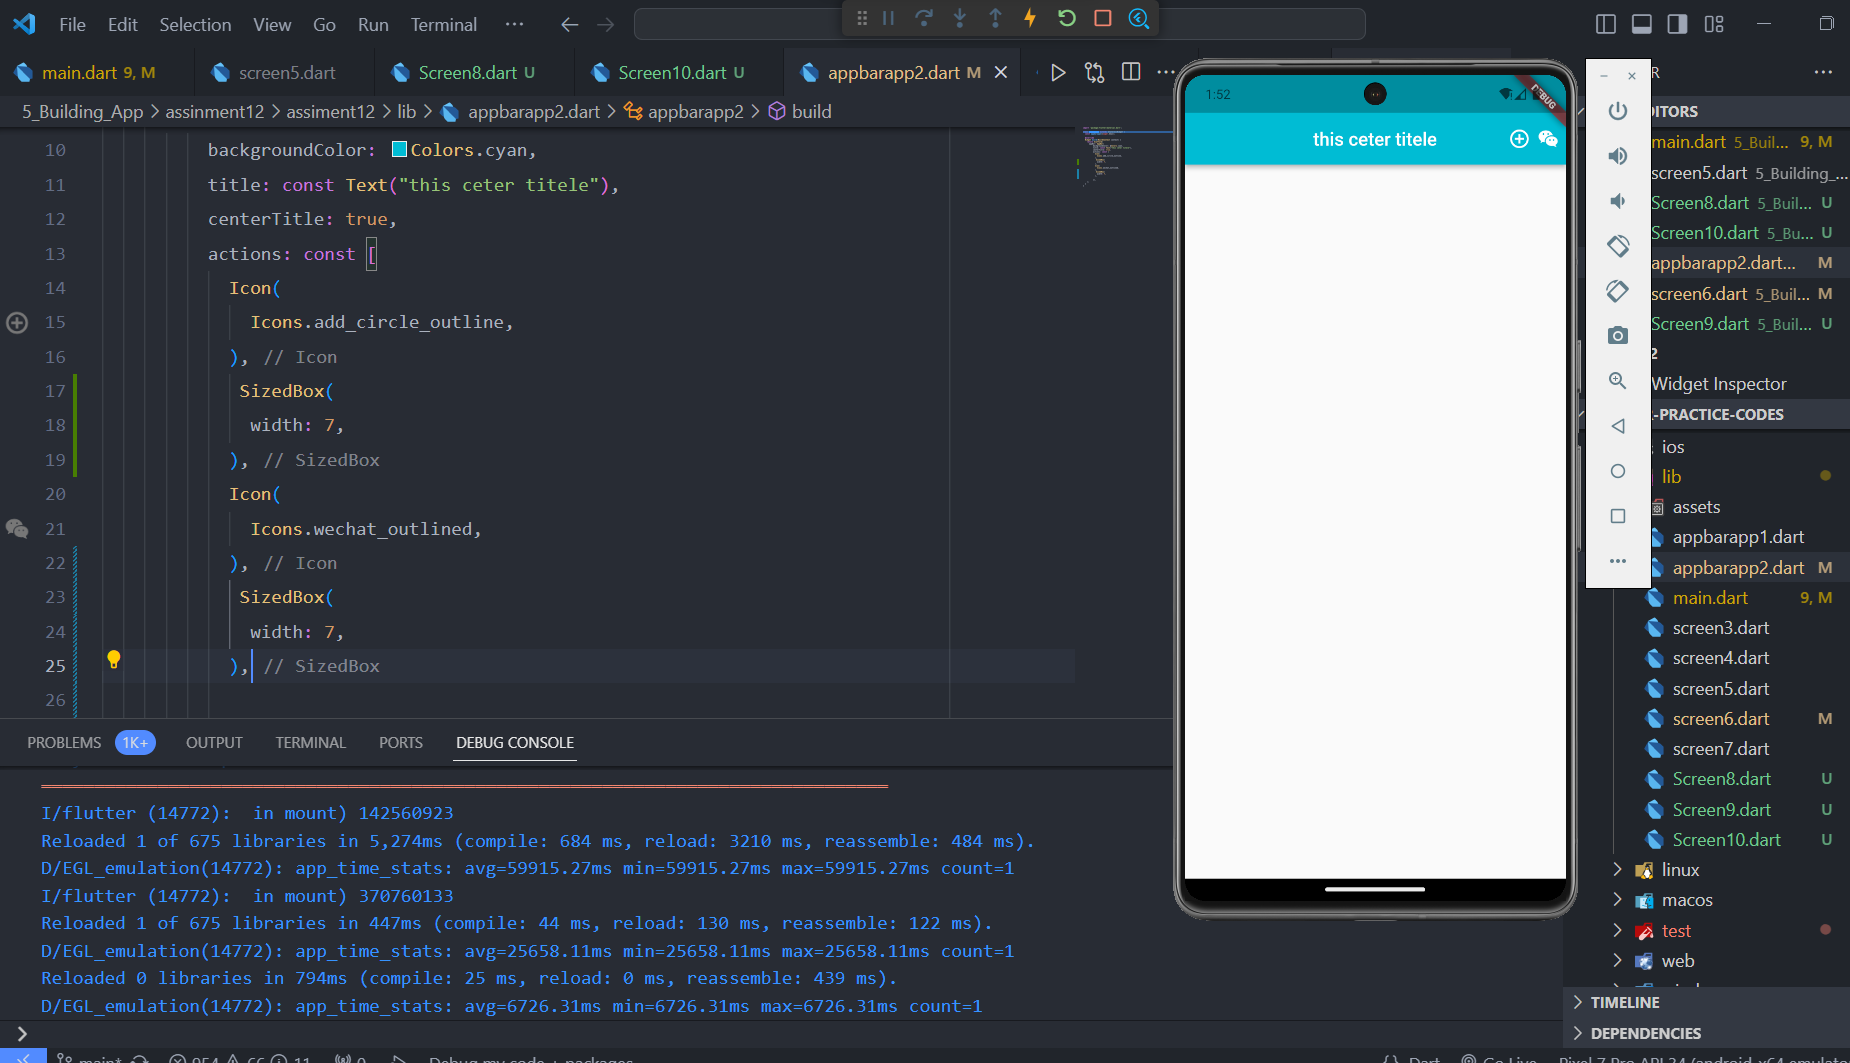 File Edit Selection View Go Run Terminal ···
main.dart 9, M screen5.dart Screen8.dart U Screen10.dart U appbarapp2.dart M
5_Building_App > assinment12 > assiment12 > lib > appbarapp2.dart > appbarapp2 > build
10 backgroundColor: Colors.cyan,
11 title: const Text("this ceter titele"),
12 centerTitle: true,
13 actions: const [
14 Icon(
15 Icons.add_circle_outline,
16 ), // Icon
17 SizedBox(
18 width: 7,
19 ), // SizedBox
20 Icon(
21 Icons.wechat_outlined,
22 ), // Icon
23 SizedBox(
24 width: 7,
25 ), // SizedBox
26
PROBLEMS 1K+ OUTPUT TERMINAL PORTS DEBUG CONSOLE
I/flutter (14772):  in mount) 142560923
Reloaded 1 of 675 libraries in 5,274ms (compile: 684 ms, reload: 3210 ms, reassemble: 484 ms).
D/EGL_emulation(14772): app_time_stats: avg=59915.27ms min=59915.27ms max=59915.27ms count=1
I/flutter (14772):  in mount) 370760133
Reloaded 1 of 675 libraries in 447ms (compile: 44 ms, reload: 130 ms, reassemble: 122 ms).
D/EGL_emulation(14772): app_time_stats: avg=25658.11ms min=25658.11ms max=25658.11ms count=1
Reloaded 0 libraries in 794ms (compile: 25 ms, reload: 0 ms, reassemble: 439 ms).
D/EGL_emulation(14772): app_time_stats: avg=6726.31ms min=6726.31ms max=6726.31ms count=1
1:52
DEBUG
this ceter titele
R
ITORS
main.dart 5_Buil... 9, M
screen5.dart 5_Building_...
Screen8.dart 5_Buil... U
Screen10.dart 5_Bu... U
appbarapp2.dart... M
screen6.dart 5_Buil... M
Screen9.dart 5_Buil... U
2
Widget Inspector
-PRACTICE-CODES
ios
lib
assets
appbarapp1.dart
appbarapp2.dart M
main.dart 9, M
screen3.dart
screen4.dart
screen5.dart
screen6.dart M
screen7.dart
Screen8.dart U
Screen9.dart U
Screen10.dart U
linux
macos
test
web
TIMELINE
DEPENDENCIES
main* 954 66 11 0 Debug my code + packages
{} Dart Go Live Pixel 7 Pro API 34 (android-x64 emulator